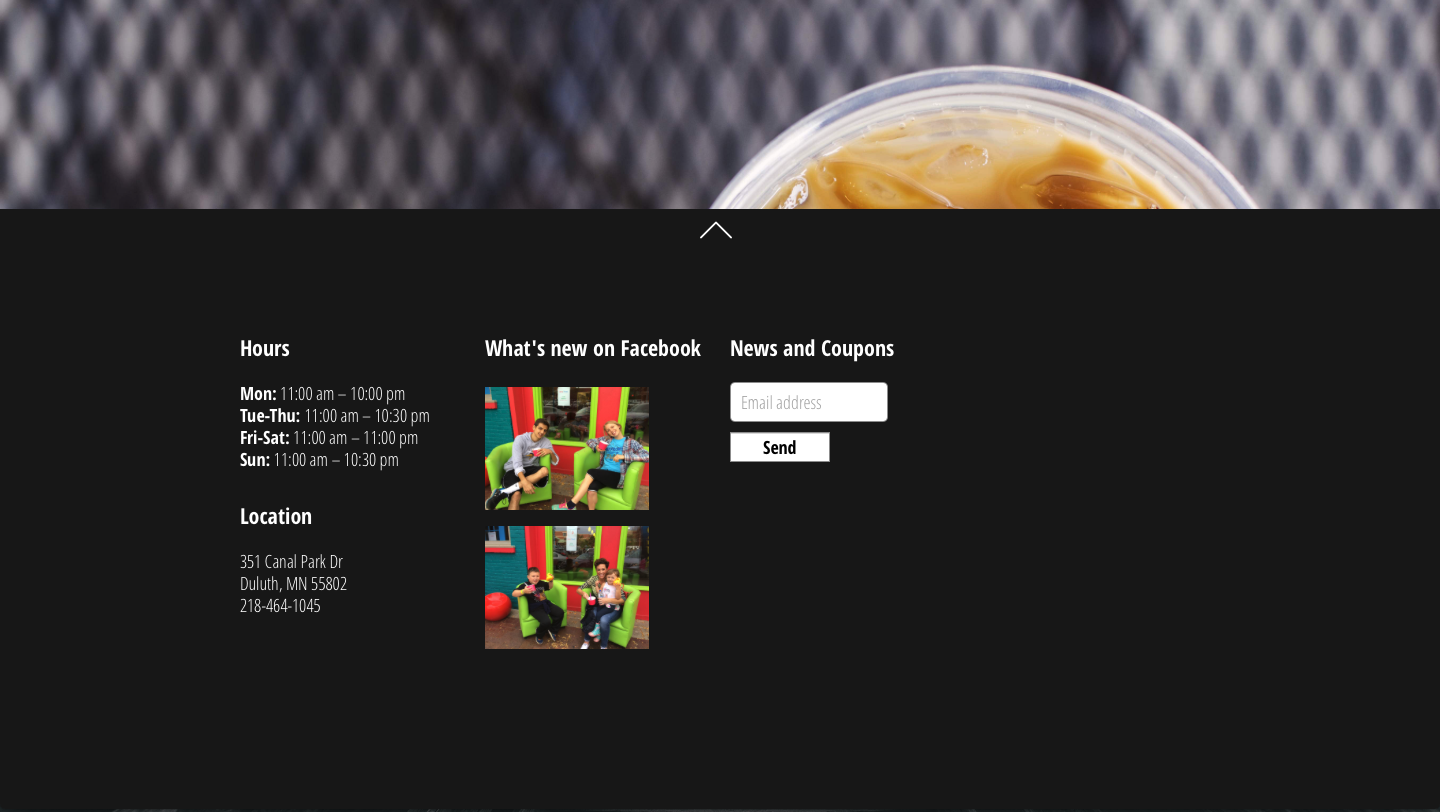 Hours
Mon: 11:00 am – 10:00 pm
Tue-Thu: 11:00 am – 10:30 pm
Fri-Sat: 11:00 am – 11:00 pm
Sun: 11:00 am – 10:30 pm
Location
351 Canal Park Dr
Duluth, MN 55802
218-464-1045
What's new on Facebook
News and Coupons
Email address
Send